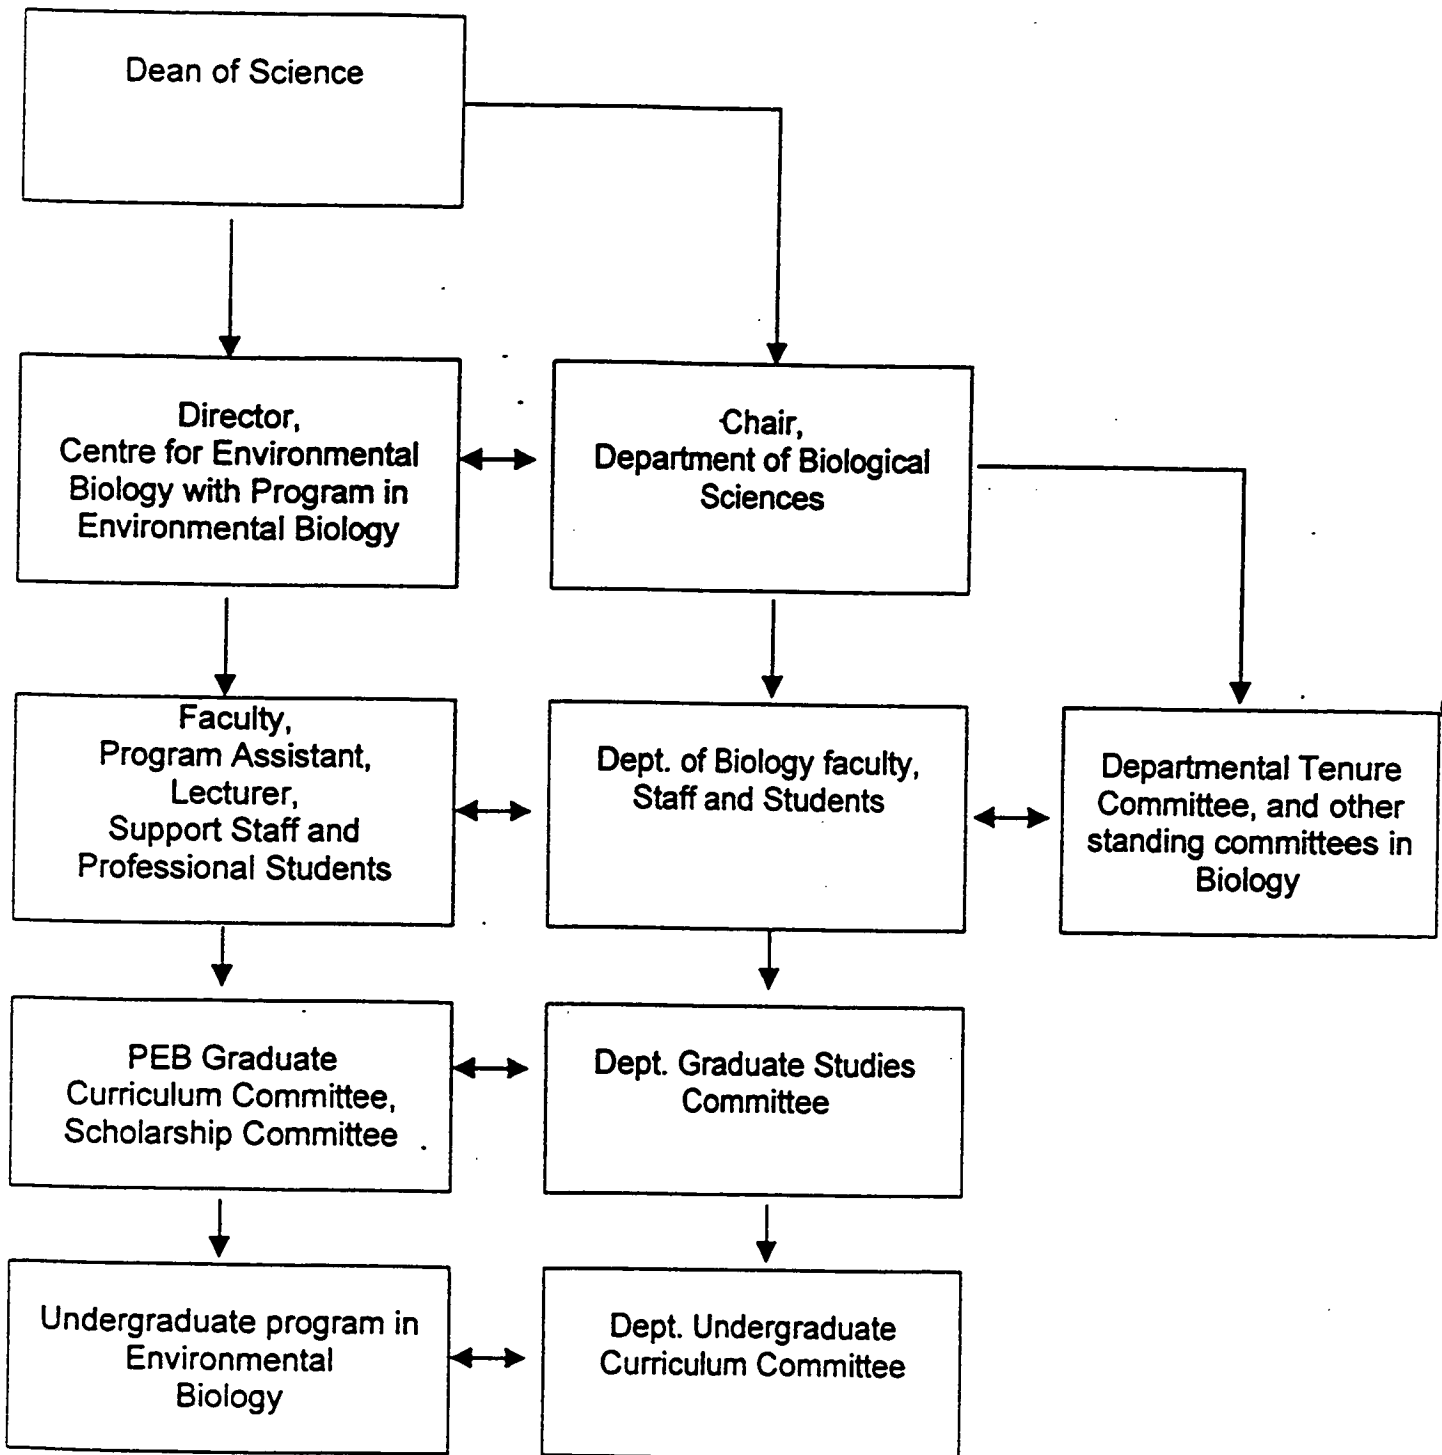 Dean of Science
Director,
Centre for Environmental
Biology with Program in
Environmental Biology
Chair,
Department of Biological
Sciences
Faculty,
Program Assistant,
Lecturer,
Support Staff and
Professional Students
Dept. of Biology faculty,
Staff and Students
Departmental Tenure
Committee, and other
standing committees in
Biology
PEB Graduate
Curriculum Committee,
Scholarship Committee
Dept. Graduate Studies
Committee
Undergraduate program in
Environmental
Biology
Dept. Undergraduate
Curriculum Committee